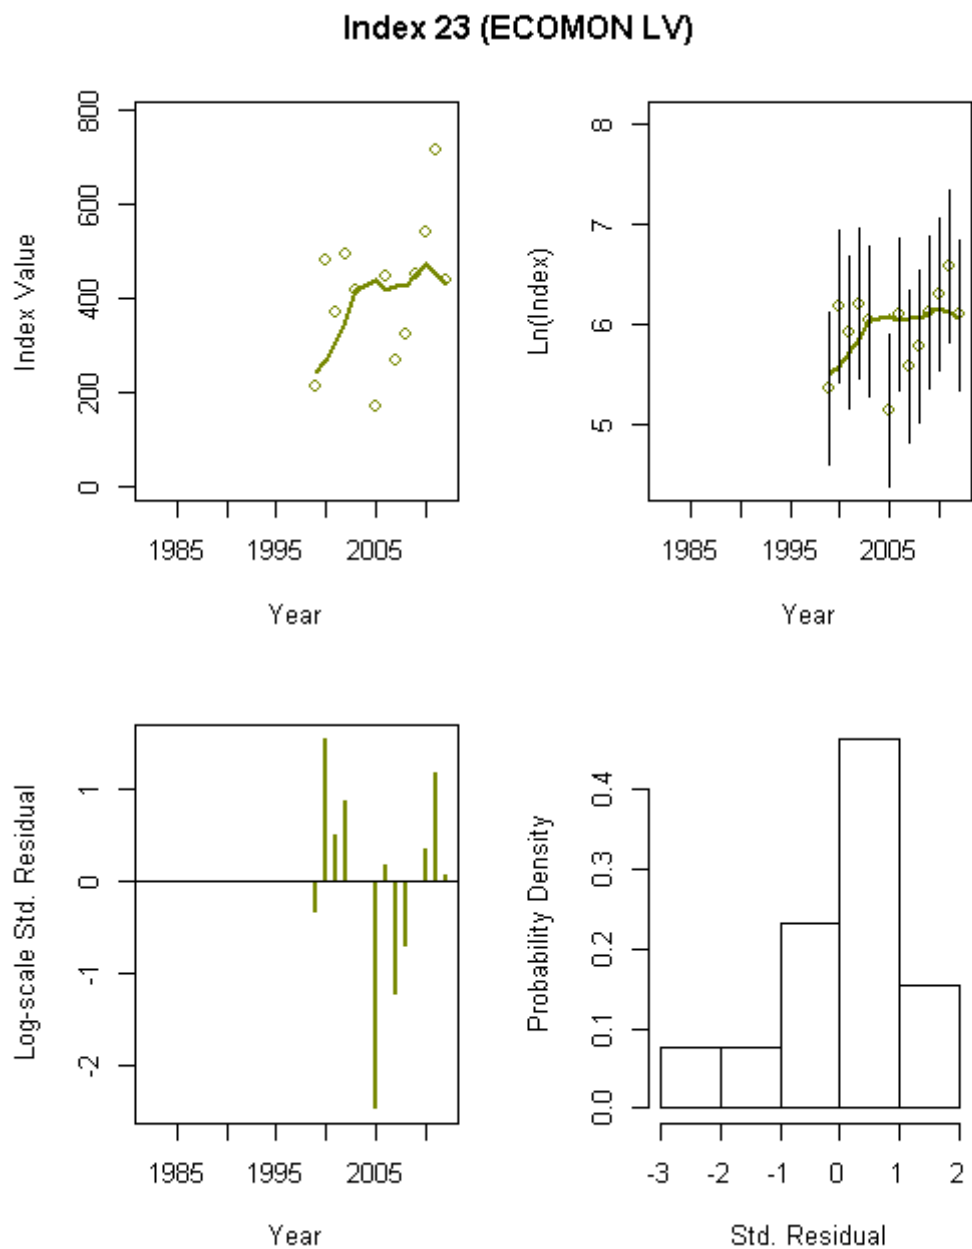 Index 23 (ECOMON LV)
Index Value
0 200 400 600 800
1985 1995 2005
Year
Ln(Index)
5 6 7 8
1985 1995 2005
Year
Log-scale Std. Residual
-2 -1 0 1
1985 1995 2005
Year
Probability Density
0.0 0.1 0.2 0.3 0.4
-3 -2 -1 0 1 2
Std. Residual